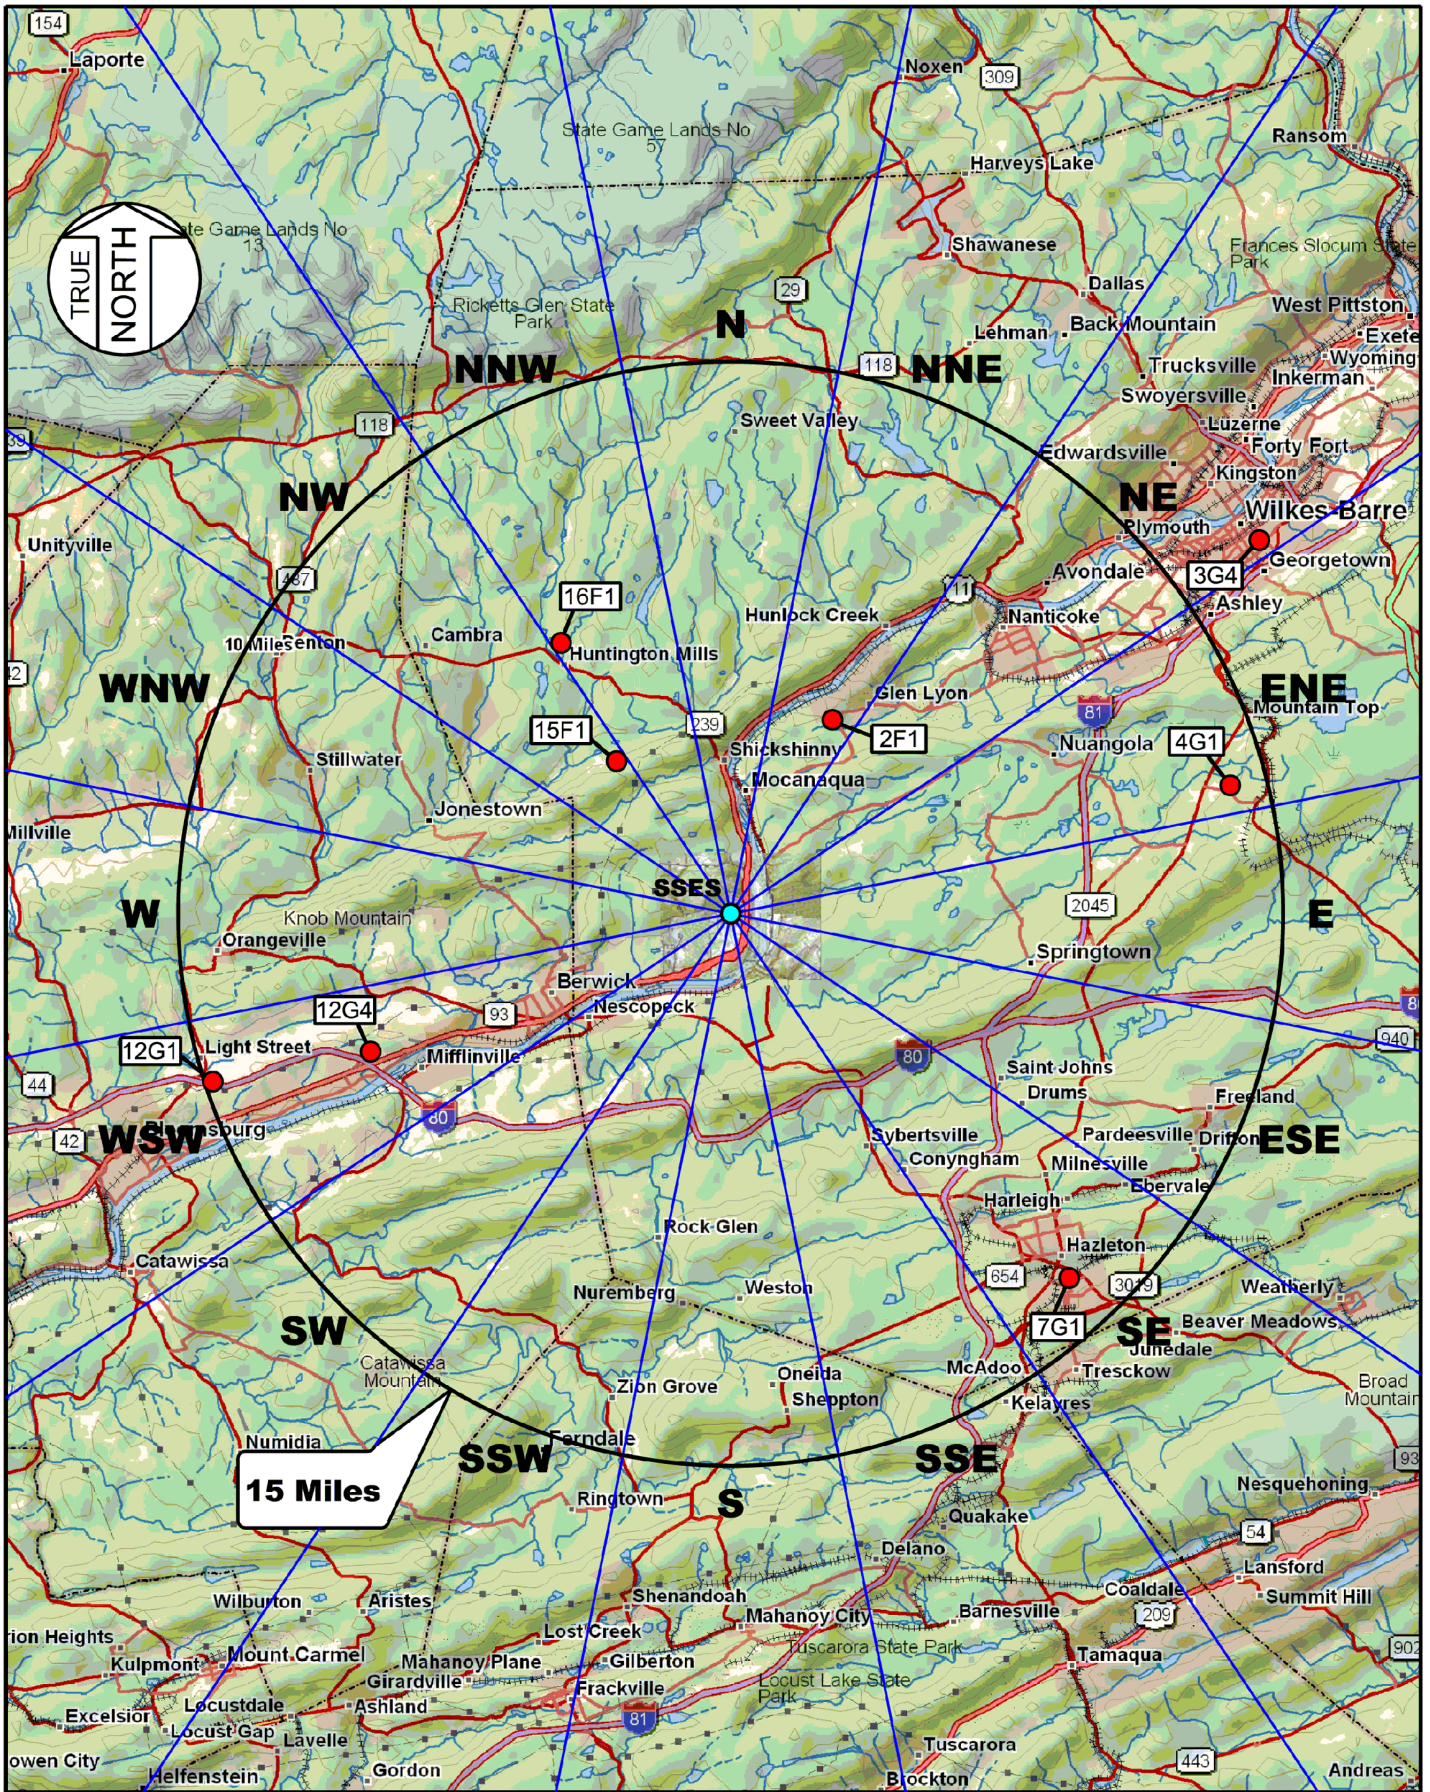 154
Laporte
Noxen
309
State Game Lands No
57
Ransom
Harveys Lake
TRUE
NORTH
ate Game Lands No
13
Shawanese
Frances Slocum State
Park
Dallas
29
Ricketts Glen State
Park
West Pittston
N
Lehman
Back Mountain
Exete
Wyoming
NNW
118
NNE
Trucksville
Inkerman
Swoyersville
118
Sweet Valley
Luzerne
39
Edwardsville
Forty Fort
Kingston
NW
NE
Wilkes-Barre
Plymouth
Unityville
Georgetown
3G4
Avondale
487
16F1
11
Ashley
Hunlock Creek
Nanticoke
Cambra
10 Miles
Benton
Huntington Mills
42
WNW
Glen Lyon
ENE
Mountain Top
81
239
15F1
2F1
4G1
Shickshinny
Nuangola
Stillwater
Mocanaqua
Jonestown
Millville
SSES
2045
W
Knob Mountain
E
Orangeville
Springtown
Berwick
12G4
93
Nescopeck
8
940
12G1
Light Street
Mifflinville
80
Saint Johns
44
Drums
Freeland
80
42
WSW
Sybertsville
Pardeesville
Drifton
ESE
Conyngham
Milnesville
Ebervale
Harleigh
Rock Glen
Hazleton
Catawissa
654
3019
Weatherly
Nuremberg
Weston
7G1
SE
Beaver Meadows
SW
Junedale
Catawissa
Mountain
McAdoo
Tresckow
Oneida
Broad
Mountain
Zion Grove
Sheppton
Kelayres
Numidia
Ferndale
SSW
SSE
93
15 Miles
Nesquehoning
Ringtown
S
Quakake
54
Delano
Lansford
Coaldale
Summit Hill
Shenandoah
Wilburton
Aristes
Mahanoy City
Barnesville
209
rion Heights
Lost Creek
Tuscarora State Park
902
Mount Carmel
Kulpmont
Mahanoy Plane
Gilberton
Tamaqua
Girardville
Locust Lake State
Park
Frackville
Locustdale
Ashland
Excelsior
81
Locust Gap
Lavelle
Tuscarora
owen City
443
Helfenstein
Gordon
Brockton
Andreas